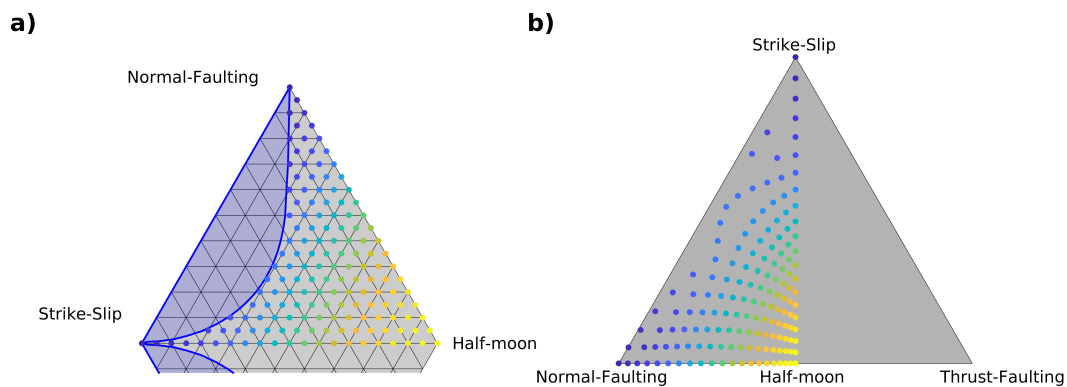 a)
b)
Strike-Slip
Normal-Faulting
Strike-Slip
Half-moon
Normal-Faulting
Half-moon
Thrust-Faulting